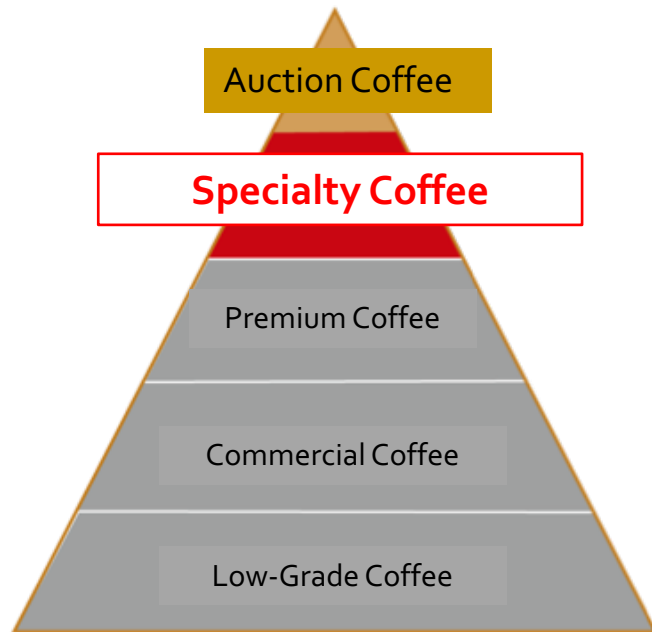 Auction Coffee
Specialty Coffee
Premium Coffee
Commercial Coffee
Low-Grade Coffee